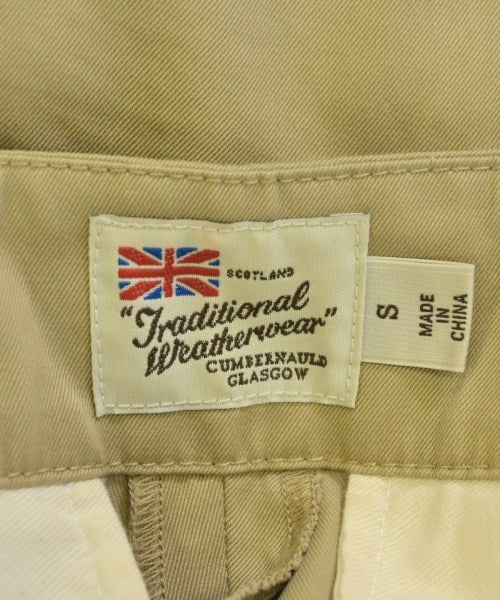 SCOTLAND
"Traditional
Weatherwear"
CUMBERNAULD
GLASGOW
S
MADE
IN
CHINA